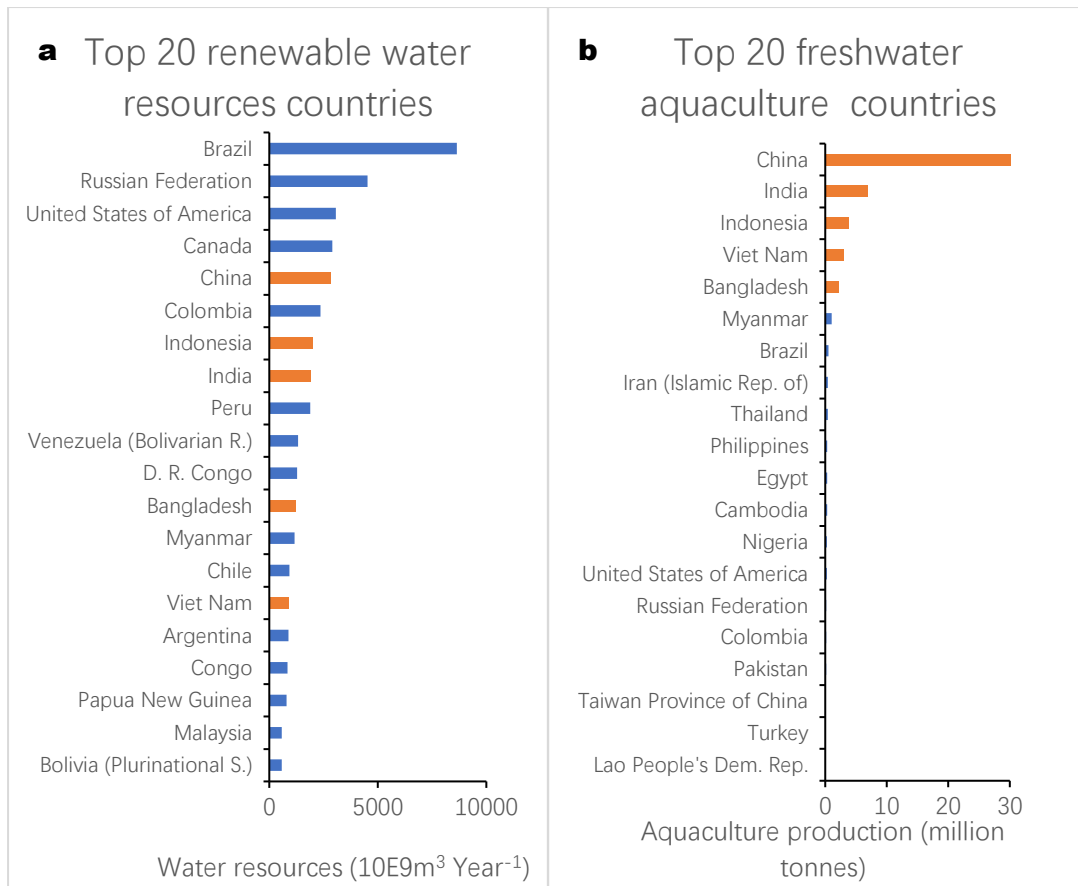 a Top 20 renewable water
resources countries
Brazil
Russian Federation
United States of America
Canada
China
Colombia
Indonesia
India
Peru
Venezuela (Bolivarian R.)
D. R. Congo
Bangladesh
Myanmar
Chile
Viet Nam
Argentina
Congo
Papua New Guinea
Malaysia
Bolivia (Plurinational S.)
0 5000 10000
Water resources (10E9m³ Year⁻¹)
b Top 20 freshwater
aquaculture countries
China
India
Indonesia
Viet Nam
Bangladesh
Myanmar
Brazil
Iran (Islamic Rep. of)
Thailand
Philippines
Egypt
Cambodia
Nigeria
United States of America
Russian Federation
Colombia
Pakistan
Taiwan Province of China
Turkey
Lao People's Dem. Rep.
0 10 20 30
Aquaculture production (million
tonnes)